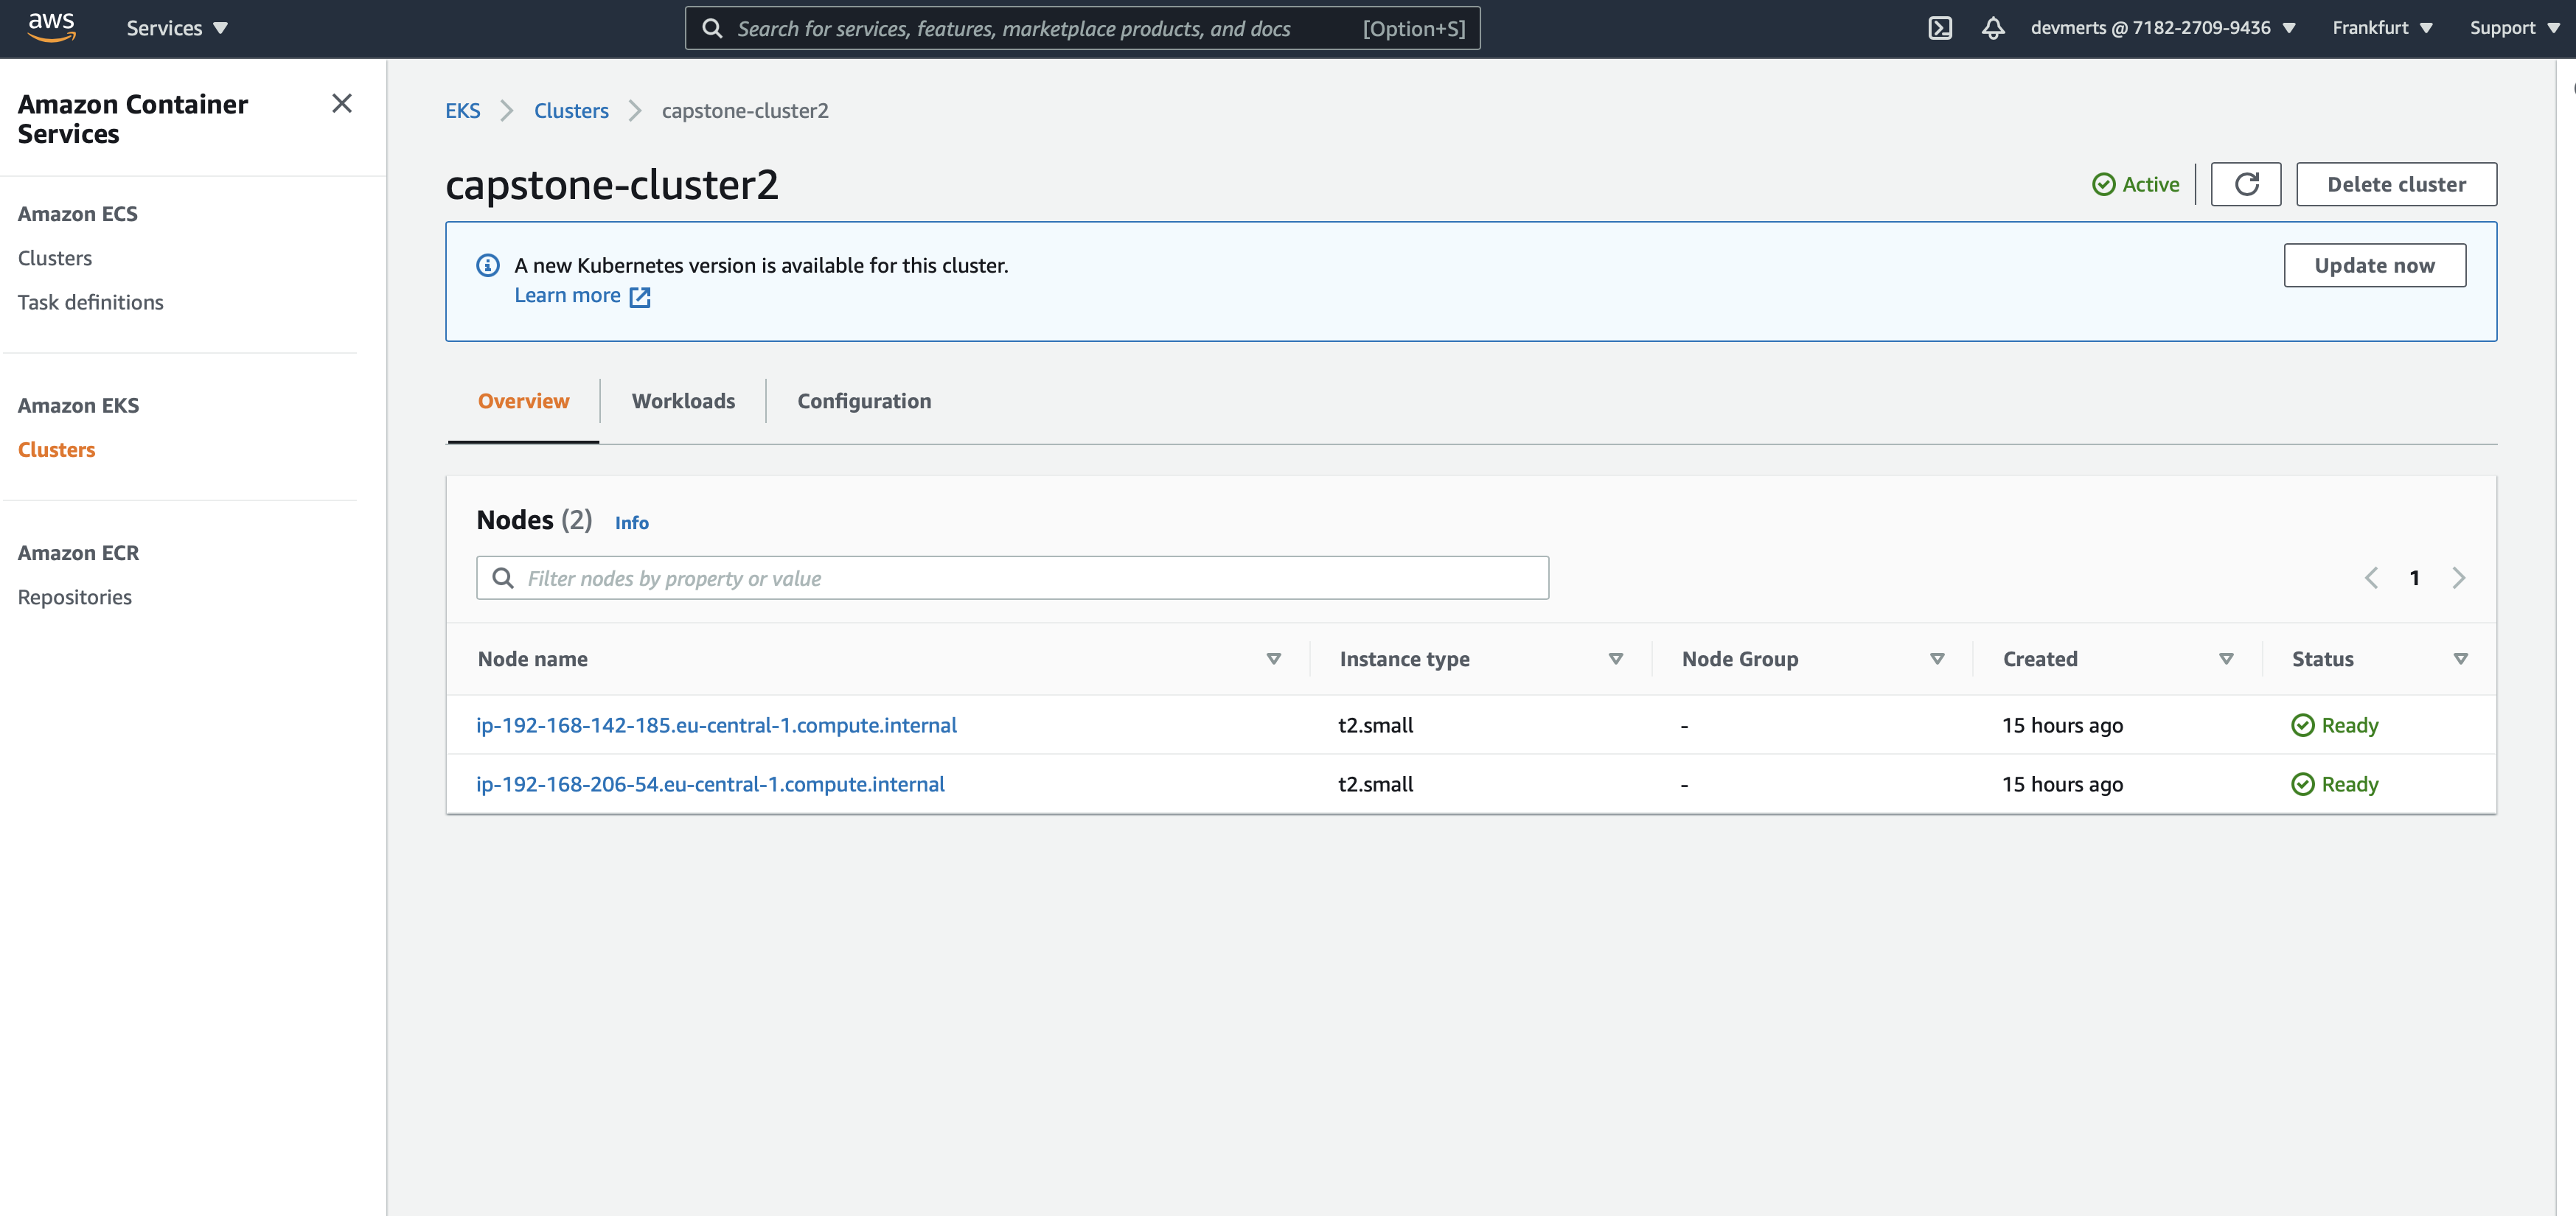 aws
Services
Search for services, features, marketplace products, and docs [Option+S]
devmerts @ 7182-2709-9436
Frankfurt
Support
Amazon Container
Services
Amazon ECS
Clusters
Task definitions
Amazon EKS
Clusters
Amazon ECR
Repositories
EKS Clusters capstone-cluster2
capstone-cluster2
Active
Delete cluster
A new Kubernetes version is available for this cluster.
Learn more
Update now
Overview Workloads Configuration
Nodes (2) Info
Filter nodes by property or value
1
Node name Instance type Node Group Created Status
ip-192-168-142-185.eu-central-1.compute.internal t2.small - 15 hours ago Ready
ip-192-168-206-54.eu-central-1.compute.internal t2.small - 15 hours ago Ready